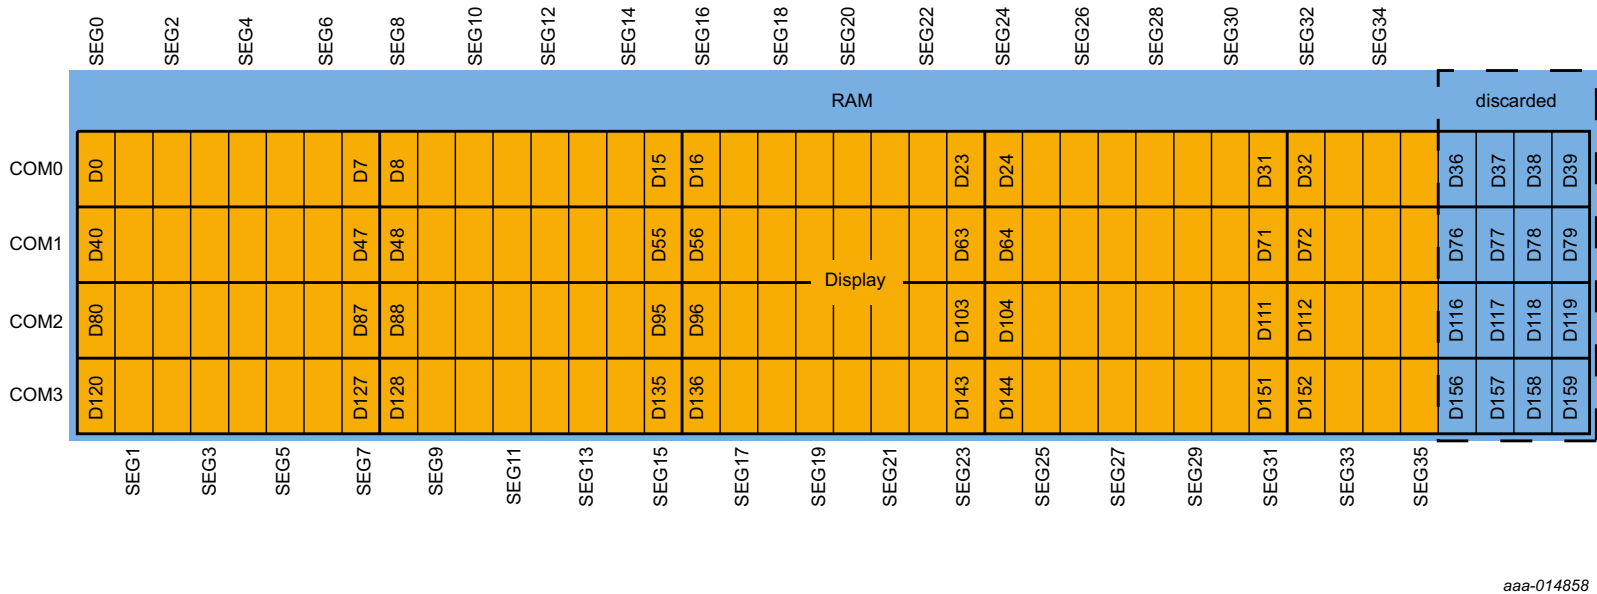 SEG0 SEG2 SEG4 SEG6 SEG8 SEG10 SEG12 SEG14 SEG16 SEG18 SEG20 SEG22 SEG24 SEG26 SEG28 SEG30 SEG32 SEG34
RAM discarded
COM0 D0 D7 D8 D15 D16 D23 D24 D31 D32 D36 D37 D38 D39
COM1 D40 D47 D48 D55 D56 D63 D64 D71 D72 D76 D77 D78 D79
Display
COM2 D80 D87 D88 D95 D96 D103 D104 D111 D112 D116 D117 D118 D119
COM3 D120 D127 D128 D135 D136 D143 D144 D151 D152 D156 D157 D158 D159
SEG1 SEG3 SEG5 SEG7 SEG9 SEG11 SEG13 SEG15 SEG17 SEG19 SEG21 SEG23 SEG25 SEG27 SEG29 SEG31 SEG33 SEG35
aaa-014858